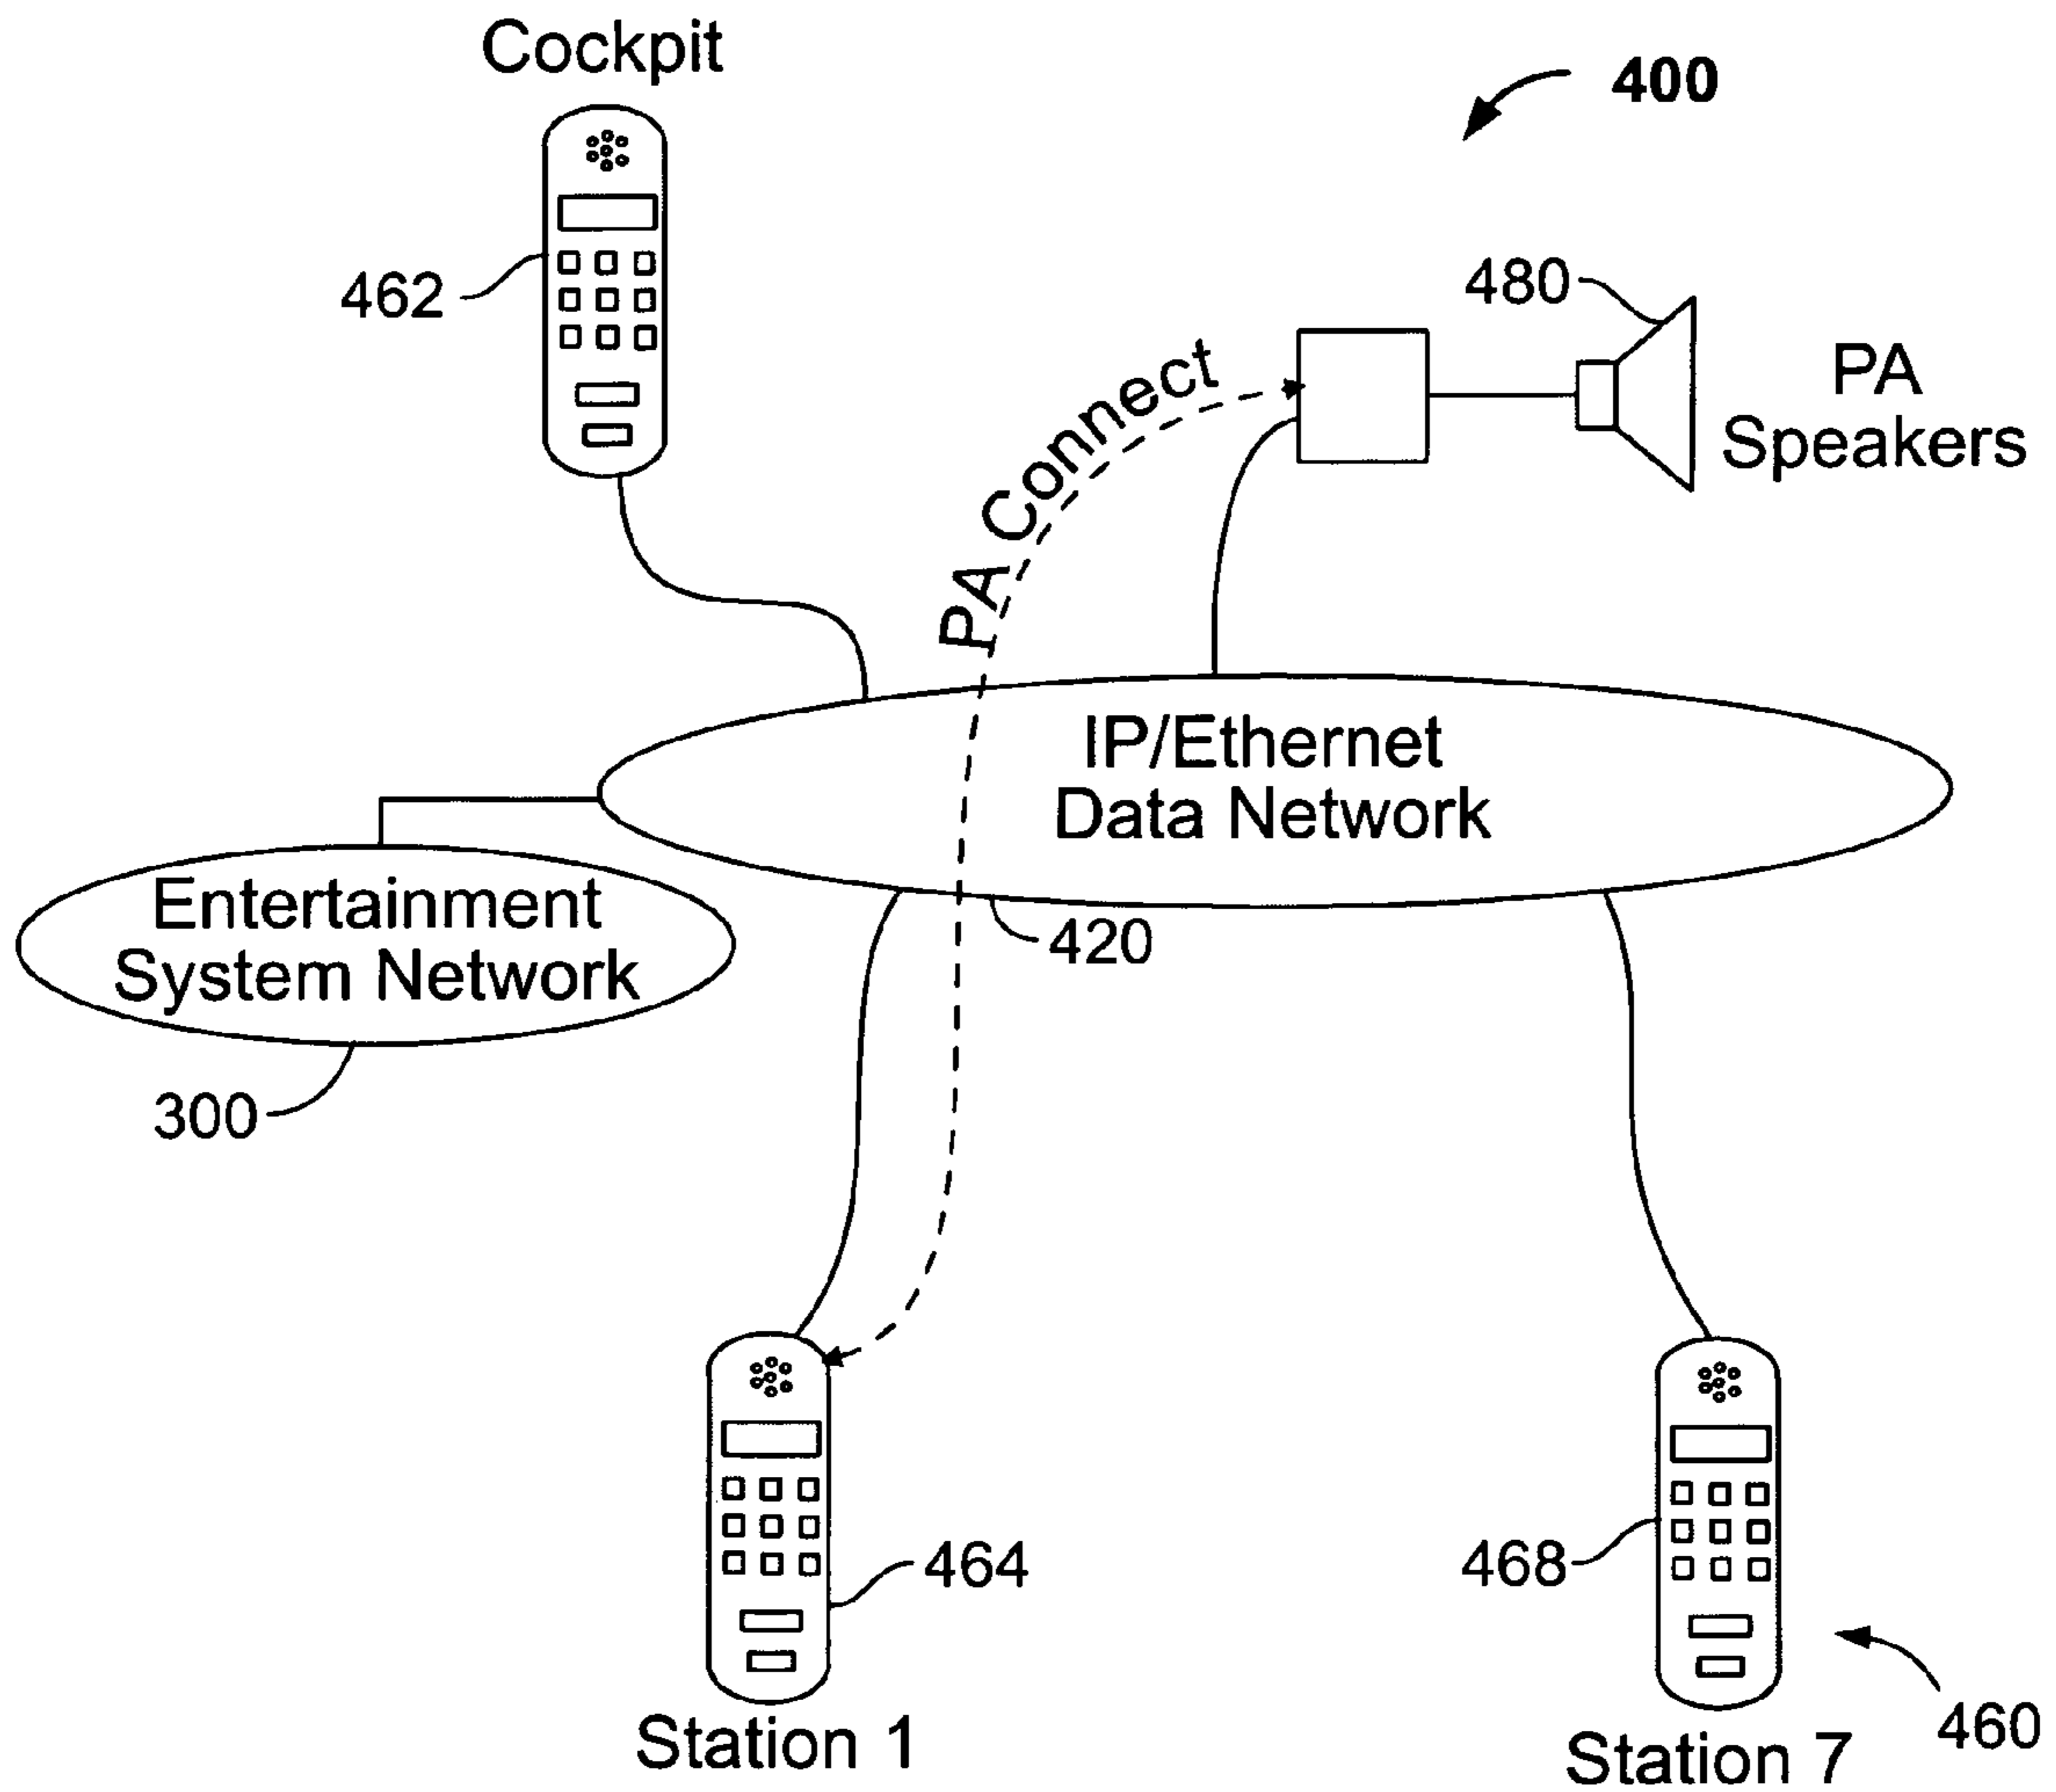 Cockpit
400
462
480
PA
Speakers
PA Connect
IP/Ethernet
Data Network
Entertainment
System Network
420
300
464
468
460
Station 1
Station 7